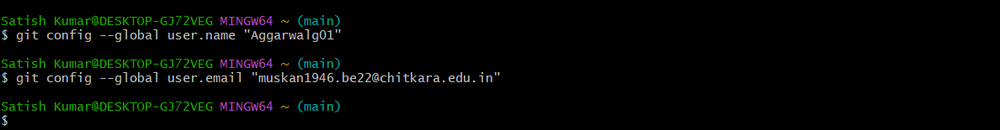 Satish Kumar@DESKTOP-GJ72VEG MINGW64 ~ (main)
$ git config --global user.name "Aggarwalg01"
Satish Kumar@DESKTOP-GJ72VEG MINGW64 ~ (main)
$ git config --global user.email "muskan1946.be22@chitkara.edu.in"
Satish Kumar@DESKTOP-GJ72VEG MINGW64 ~ (main)
$